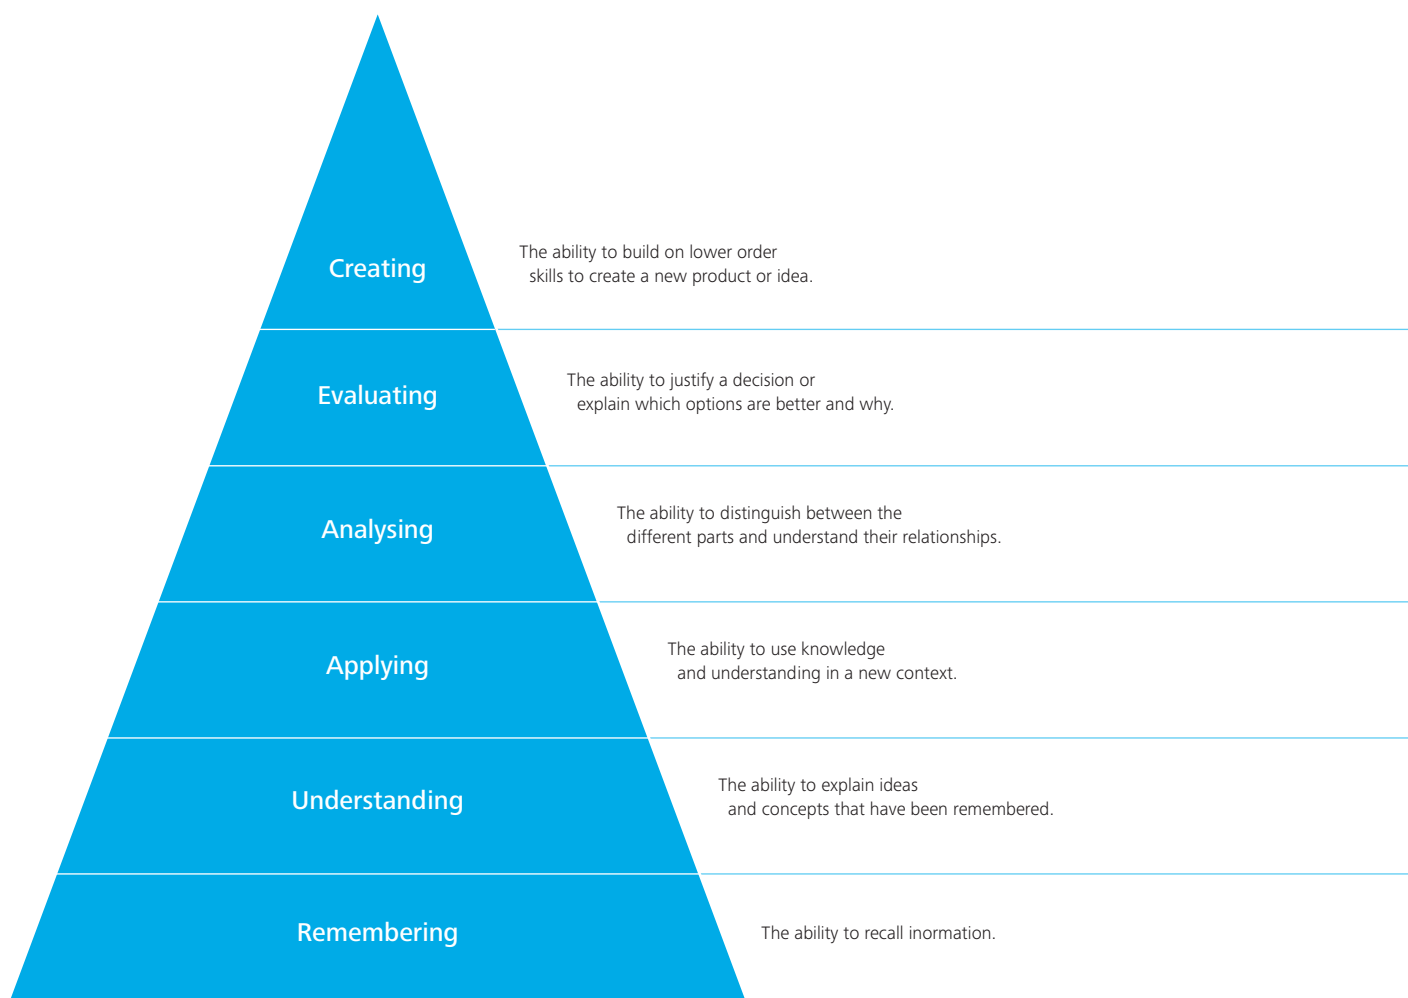 Creating
The ability to build on lower order
skills to create a new product or idea.
Evaluating
The ability to justify a decision or
explain which options are better and why.
Analysing
The ability to distinguish between the
different parts and understand their relationships.
Applying
The ability to use knowledge
and understanding in a new context.
Understanding
The ability to explain ideas
and concepts that have been remembered.
Remembering
The ability to recall inormation.